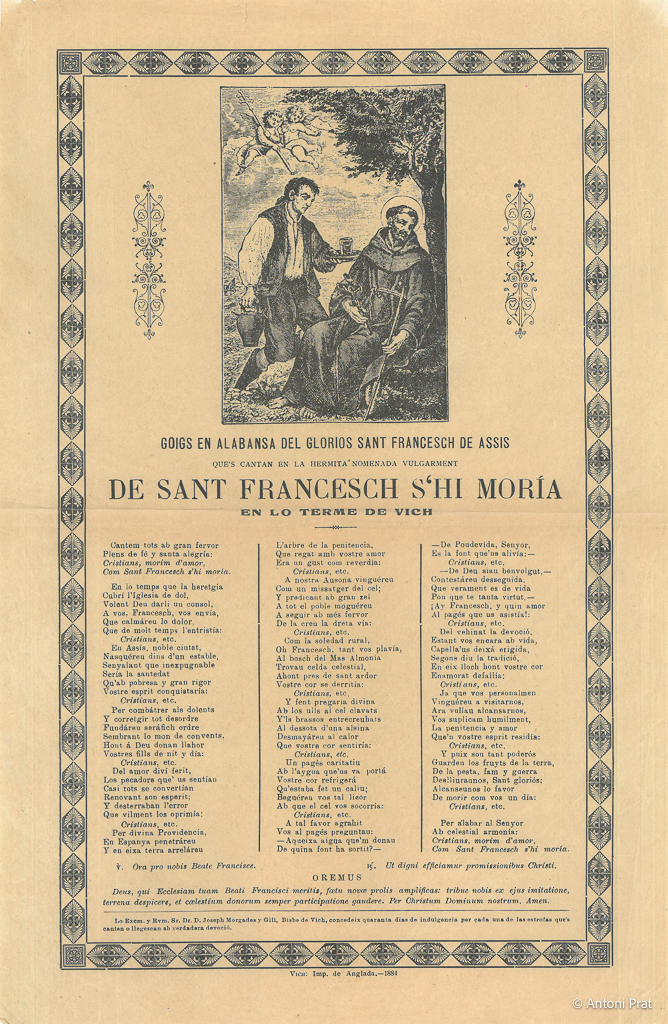 GOIGS EN ALABANSA DEL GLORIOS SANT FRANCESCH DE ASSIS
QUE'S CANTAN EN LA HERMITA NOMENADA VULGARMENT
DE SANT FRANCESCH S'HI MORÍA
EN LO TERME DE VICH
Cantem tots ab gran fervor
Plens de fé y santa alegría:
Cristians, morim d'amor,
Com Sant Francesch s'hi moria.
En lo temps que la heretgía
Cubrí l'Iglesia de dol,
Volent Deu darli un consol,
A vos, Francesch, vos envía,
Que calmáreu lo dolor,
Que de molt temps l'entristía:
Cristians, etc.
En Assis, noble ciutat,
Nasquéreu dins d'un estable,
Senyalant que inexpugnable
Sería la santedat
Qu'ab pobresa y gran rigor
Vostre esprit conquistaría:
Cristians, etc.
Per combátrer als dolents
Y corretgir tot desordre
Fundáreu seráfich ordre
Sembrant lo mon de convents,
Hont á Deu donan llahor
Vostres fills de nit y dia:
Cristians, etc.
Del amor diví ferit,
Los pecadors que' us sentian
Casi tots se convertian
Renovant son esperit;
Y desterraban l'error
Que vilment los oprimia:
Cristians, etc.
Per divina Providencia,
En Espanya penetráreu
Y en eixa terra arreláreu
L'arbre de la penitencia,
Que regat amb vostre amor
Era un gust com reverdia:
Cristians, etc.
A nostra Ausona vinguéreu
Com un missatger del cel;
Y predicant ab gran zel
A tot el poble moguéreu
A seguir ab més fervor
De la creu la dreta vía:
Cristians, etc.
Com la soledad rural,
Oh Francesch, tant vos plavía,
Al bosch del Mas Almonia
Trovau celda celestial,
Ahont pres de sant ardor
Vostre cor se derritia:
Cristians, etc.
Y fent pregaria divina
Ab los ulls al cel clavats
Y'ls brassos entrecreuhats
Al dessota d'una alsina
Desmayáreu al calor
Que vostre cor sentiria:
Cristians, etc.
Un pagés caritatiu
Ab l'aygua que'us va portá
Vostre cor refrigerá
Qu'estaba fet un caliu;
Beguéreu vos tal licor
Ab que el cel vos socorria:
Cristians, etc.
A tal favor agrahit
Vos al pagés preguntau:
—Aqueixa aigna que'm donau
De quina font ha sortit?—
—De Poudevida, Senyor,
Es la font que'us alivía:—
Cristians, etc.
—De Deu siau benvolgut,—
Contestáreu desseguida,
Que verament es de vida
Pou que te tanta virtut.—
¡Ay Francesch, y quin amor
Al pagés que us asistia!:
Cristians, etc.
Del vehinat la devoció,
Estant vos encara ab vida,
Capella'us deixá erigida,
Segons diu la tradició,
En eix lloch hont vostre cor
Enamorat defallia:
Cristians, etc.
Ja que vos personalmen
Vinguéreu a visitarnos,
Ara vullau alcansarnos,
Vos suplicam humilment,
La penitencia y amor
Que'n vostre esprit residia:
Cristians, etc.
Y puix sou tant poderós
Guardeu los fruyts de la terra,
De la pesta, fam y guerra
Deslliurannos, Sant gloriós;
Alcanseunos lo favor
De morir com vos un dia:
Cristians, etc.
Per alabar al Senyor
Ab celestial armonía:
Cristians, morim d'amor,
Com Sant Francesch s'hi moria.
℣. Ora pro nobis Beate Francisce. ℟. Ut digni efficiamur promissionibus Christi.
OREMUS
Deus, qui Ecclesiam tuam Beati Francisci meritis, fœtu novæ prolis amplificas: tribue nobis ex ejus imitatione,
terrena despicere, et cœlestium donorum semper participatione gaudere. Per Christum Dominum nostrum. Amen.
Lo Excm. y Rvm. Sr. Dr. D. Joseph Morgades y Gili, Bisbe de Vich, concedeix quaranta dias de indulgencia per cada una de las estrofas que's
canten o llegescan ab verdadera devoció.
Vich: Imp. de Anglada.—1884
© Antoni Prat